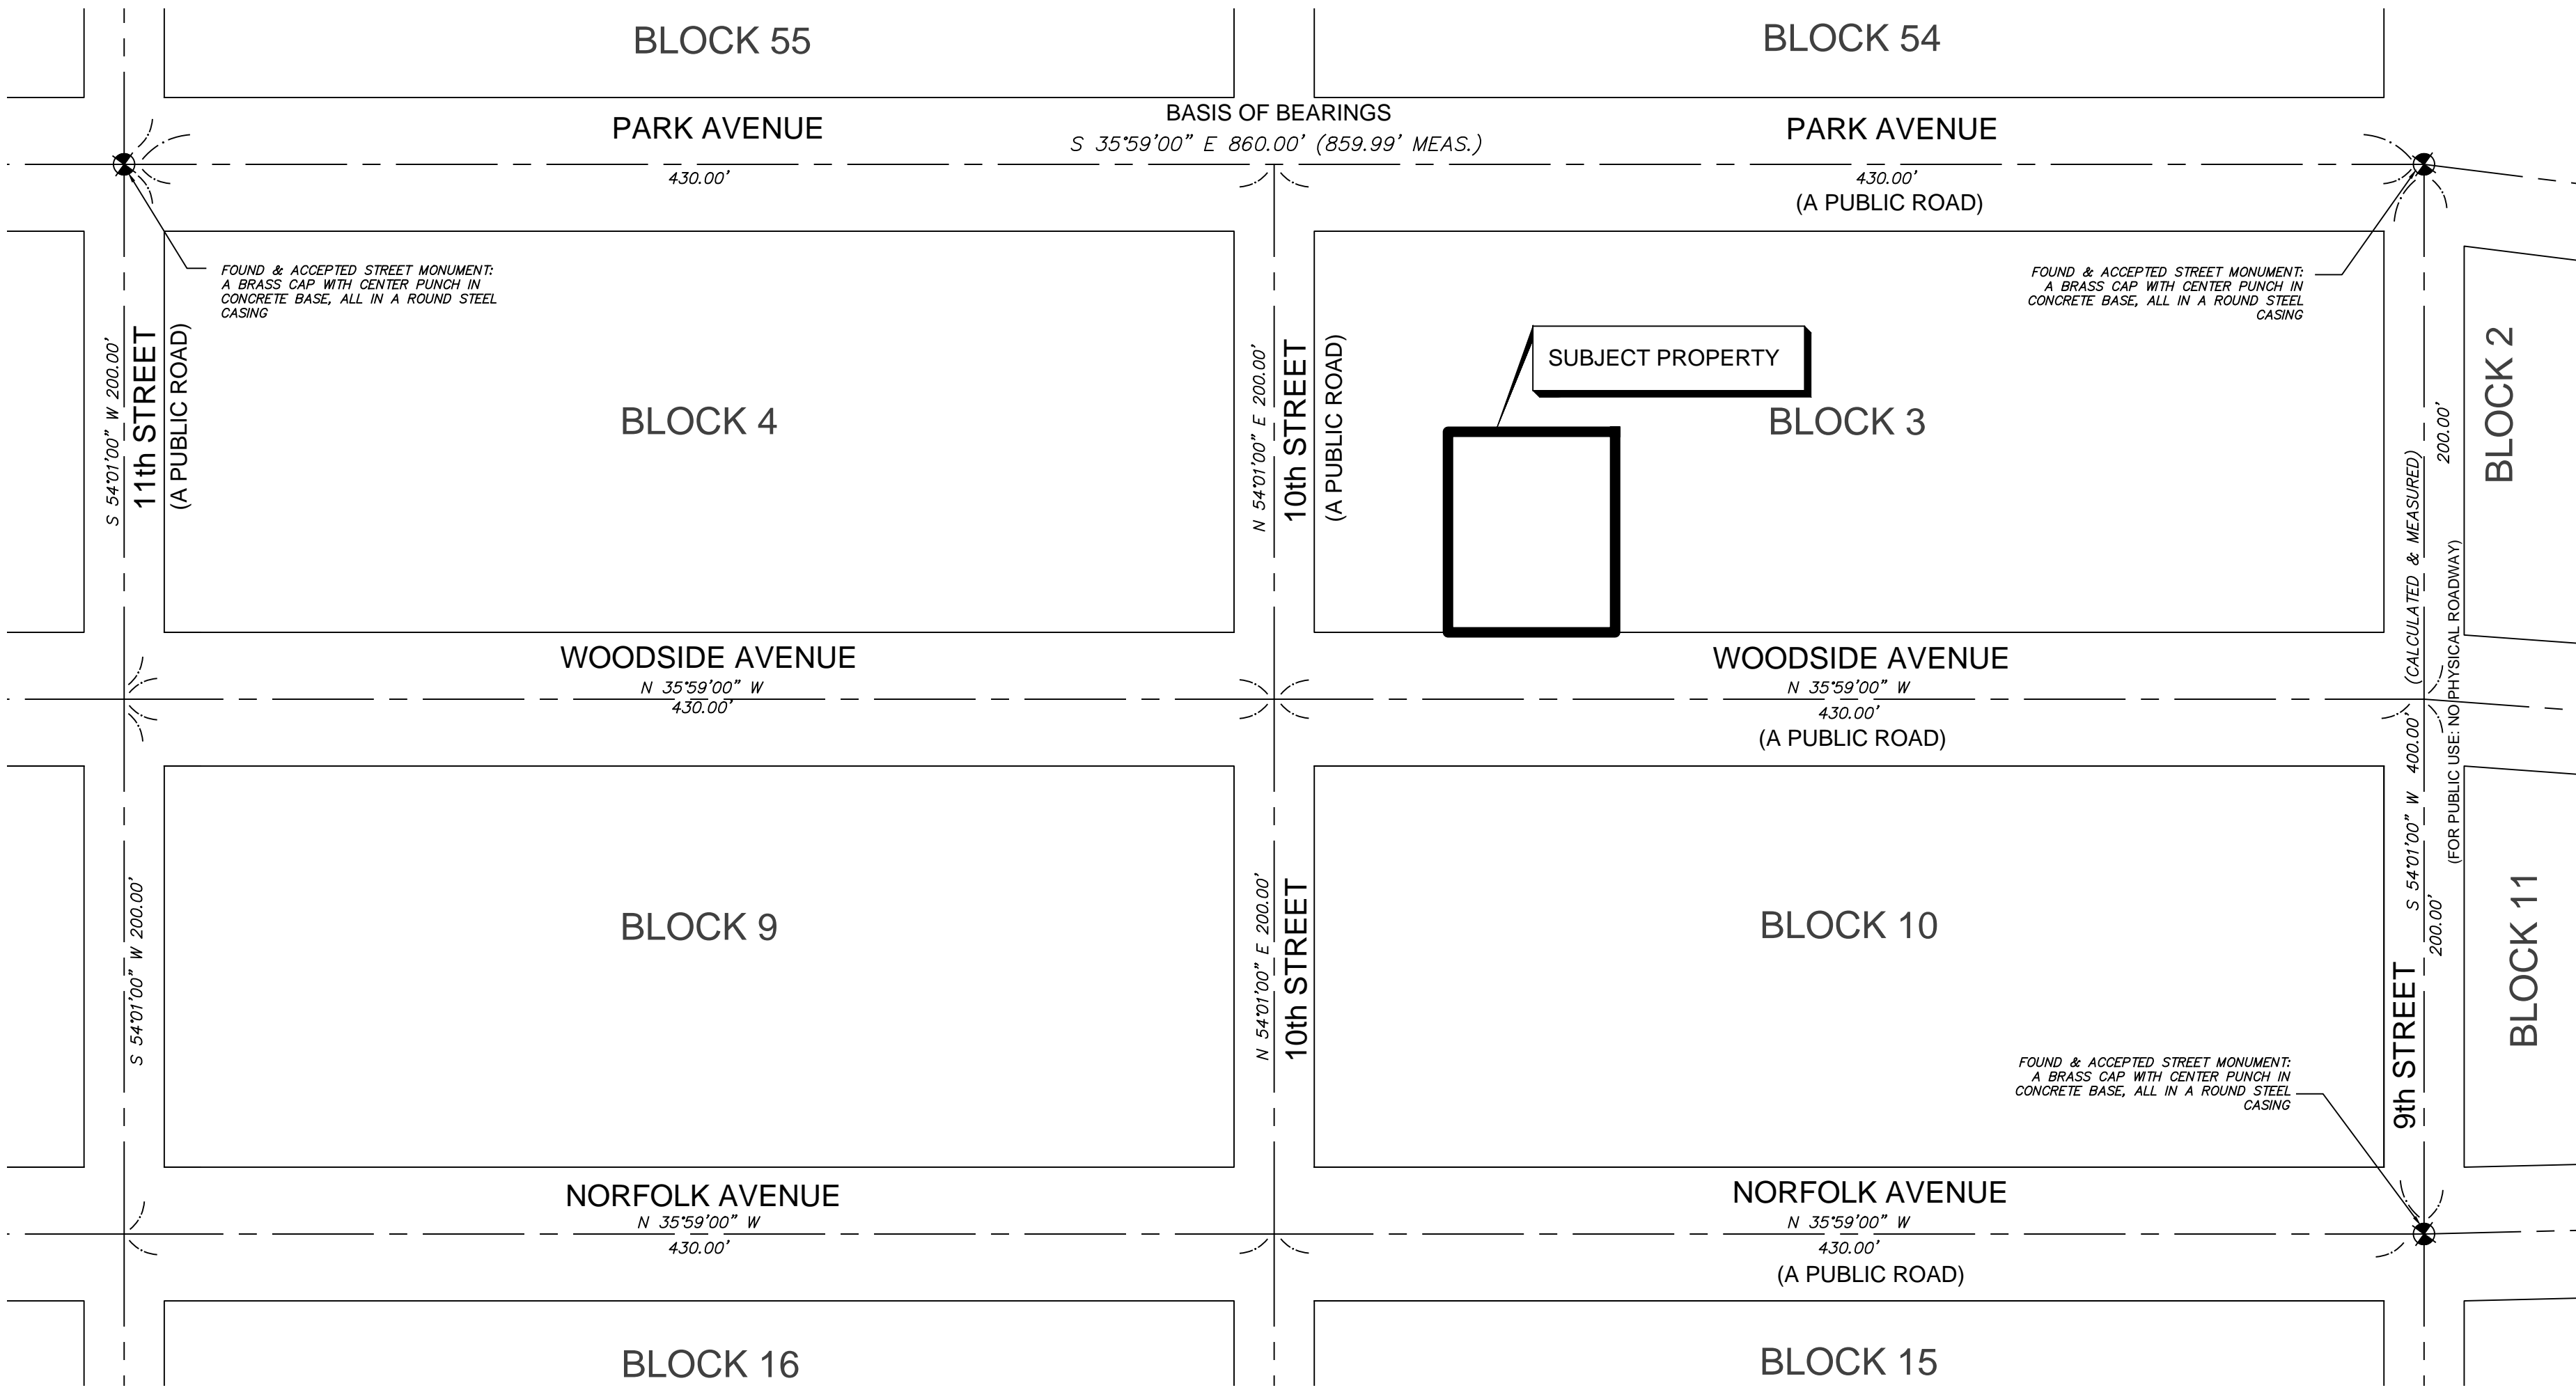 BLOCK 55
BLOCK 54
BASIS OF BEARINGS
PARK AVENUE
PARK AVENUE
S 35°59'00" E 860.00' (859.99' MEAS.)
430.00'
430.00'
(A PUBLIC ROAD)
FOUND & ACCEPTED STREET MONUMENT:
A BRASS CAP WITH CENTER PUNCH IN
CONCRETE BASE, ALL IN A ROUND STEEL
CASING
FOUND & ACCEPTED STREET MONUMENT:
A BRASS CAP WITH CENTER PUNCH IN
CONCRETE BASE, ALL IN A ROUND STEEL
CASING
S 54°01'00" W 200.00'
11th STREET
(A PUBLIC ROAD)
BLOCK 4
N 54°01'00" E 200.00'
10th STREET
(A PUBLIC ROAD)
SUBJECT PROPERTY
BLOCK 3
(CALCULATED & MEASURED)
200.00'
BLOCK 2
WOODSIDE AVENUE
N 35°59'00" W
430.00'
WOODSIDE AVENUE
N 35°59'00" W
430.00'
(A PUBLIC ROAD)
S 54°01'00" W 400.00'
(FOR PUBLIC USE: NO PHYSICAL ROADWAY)
S 54°01'00" W 200.00'
BLOCK 9
N 54°01'00" E 200.00'
10th STREET
BLOCK 10
200.00'
9th STREET
BLOCK 11
FOUND & ACCEPTED STREET MONUMENT:
A BRASS CAP WITH CENTER PUNCH IN
CONCRETE BASE, ALL IN A ROUND STEEL
CASING
NORFOLK AVENUE
N 35°59'00" W
430.00'
NORFOLK AVENUE
N 35°59'00" W
430.00'
(A PUBLIC ROAD)
BLOCK 16
BLOCK 15